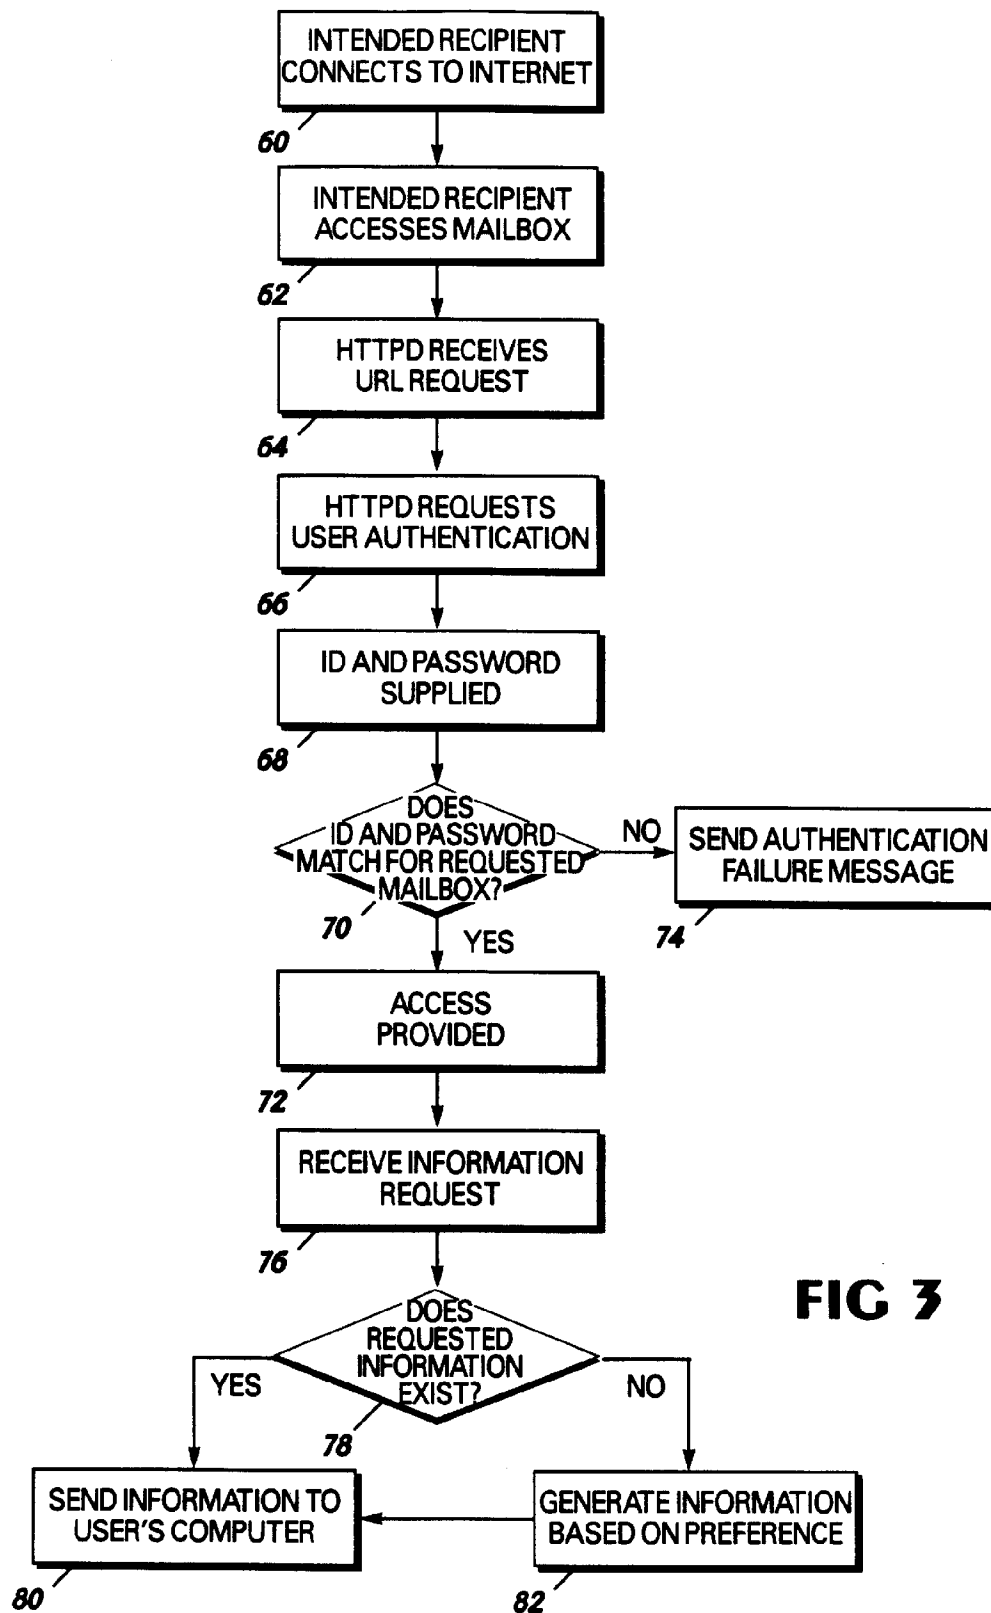 INTENDED RECIPIENT
CONNECTS TO INTERNET
60
INTENDED RECIPIENT
ACCESSES MAILBOX
62
HTTPD RECEIVES
URL REQUEST
64
HTTPD REQUESTS
USER AUTHENTICATION
66
ID AND PASSWORD
SUPPLIED
68
DOES
ID AND PASSWORD
MATCH FOR REQUESTED
MAILBOX?
70
NO
SEND AUTHENTICATION
FAILURE MESSAGE
74
YES
ACCESS
PROVIDED
72
RECEIVE INFORMATION
REQUEST
76
FIG 3
DOES
REQUESTED
INFORMATION
EXIST?
78
YES
NO
SEND INFORMATION TO
USER'S COMPUTER
80
GENERATE INFORMATION
BASED ON PREFERENCE
82